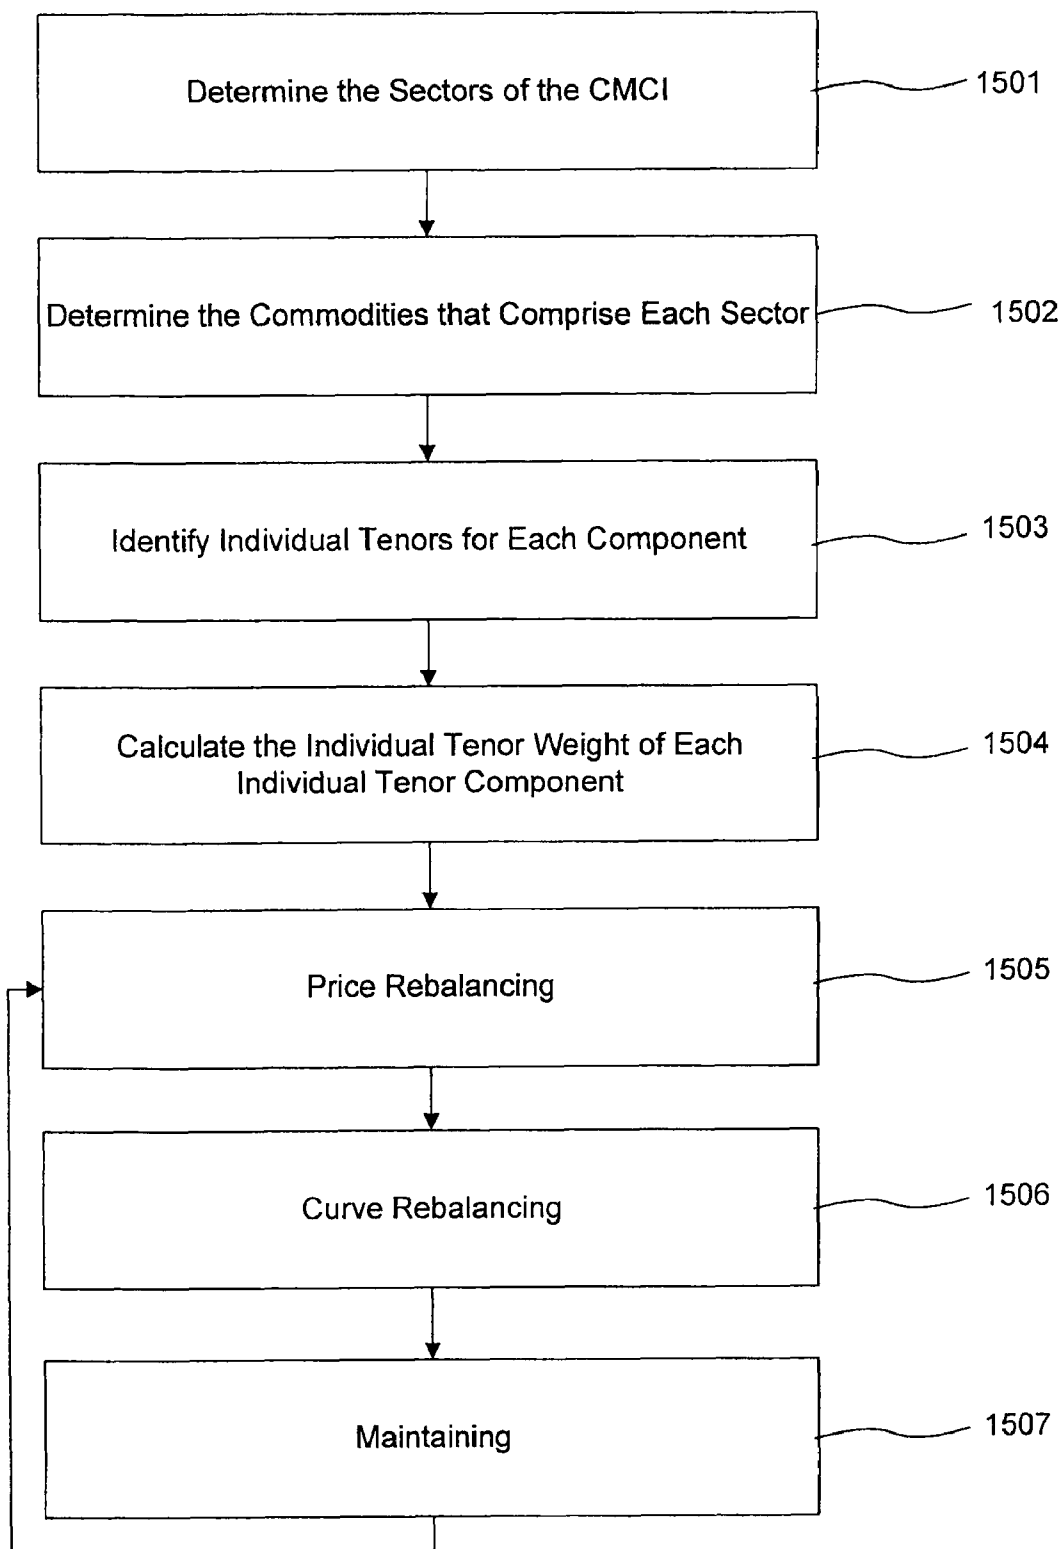 Determine the Sectors of the CMCI
1501
Determine the Commodities that Comprise Each Sector
1502
Identify Individual Tenors for Each Component
1503
Calculate the Individual Tenor Weight of Each
Individual Tenor Component
1504
Price Rebalancing
1505
Curve Rebalancing
1506
Maintaining
1507